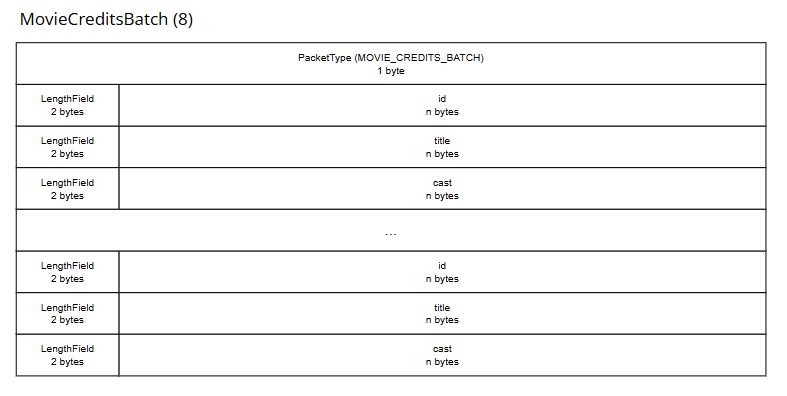 MovieCreditsBatch (8)
PacketType (MOVIE_CREDITS_BATCH)
1 byte
LengthField
2 bytes
id
n bytes
LengthField
2 bytes
title
n bytes
LengthField
2 bytes
cast
n bytes
...
LengthField
2 bytes
id
n bytes
LengthField
2 bytes
title
n bytes
LengthField
2 bytes
cast
n bytes